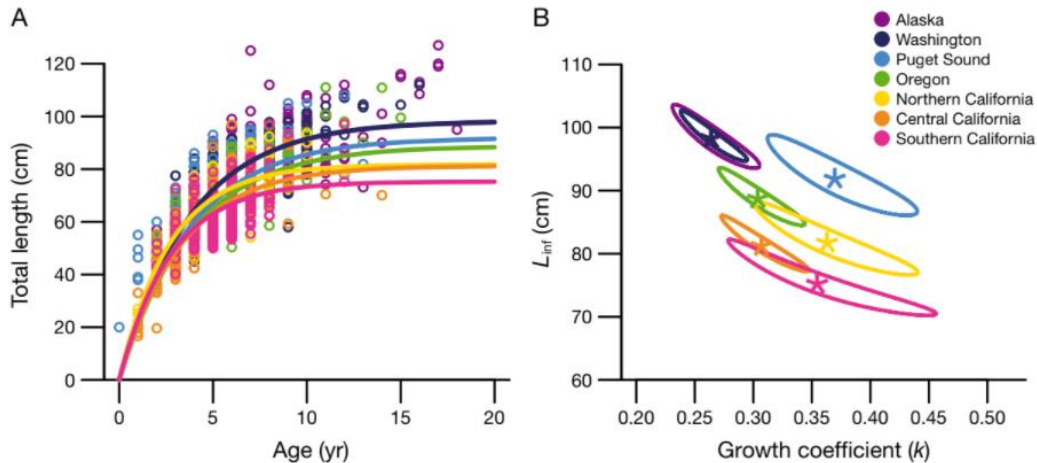 A
Total length (cm)
120
100
80
60
40
20
0
0 5 10 15 20
Age (yr)
B
Alaska
Washington
Puget Sound
Oregon
Northern California
Central California
Southern California
L inf (cm)
110
100
90
80
70
60
0.20 0.25 0.30 0.35 0.40 0.45 0.50
Growth coefficient (k)